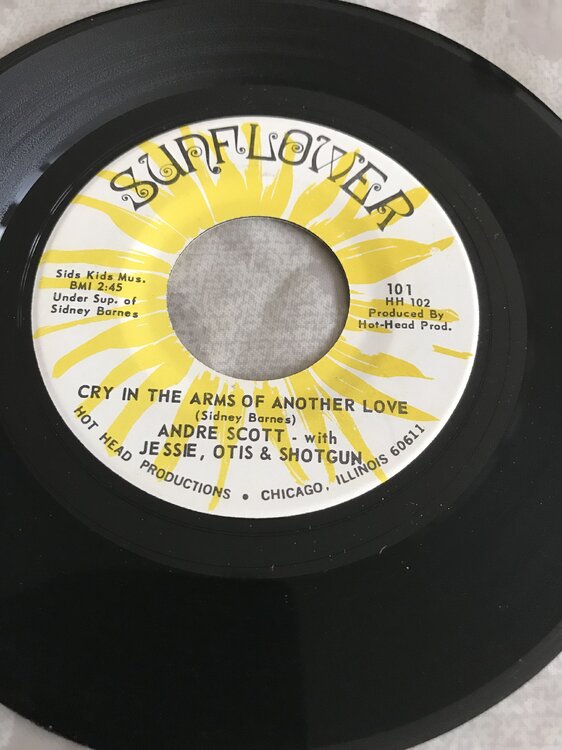 SUNFLOWER
Sids Kids Mus.
BMI 2:45
Under Sup. of
Sidney Barnes
101
HH 102
Produced By
Hot-Head Prod.
CRY IN THE ARMS OF ANOTHER LOVE
(Sidney Barnes)
ANDRE SCOTT - with
JESSIE, OTIS & SHOTGUN
HOT HEAD PRODUCTIONS • CHICAGO, ILLINOIS 60611